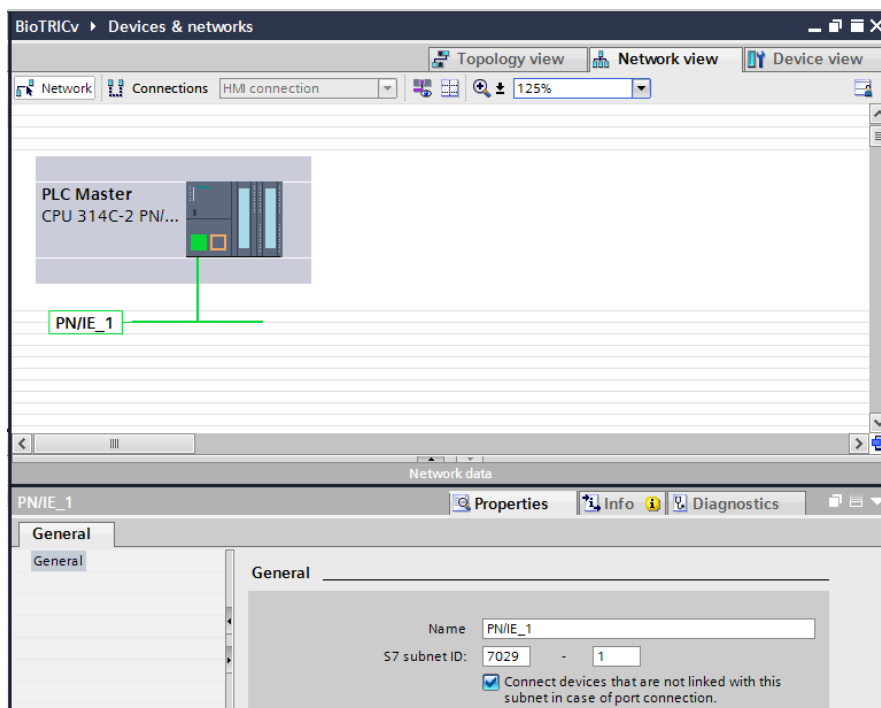 BioTRICv ▸ Devices & networks
Topology view
Network view
Device view
Network
Connections
HMI connection
125%
PLC Master
CPU 314C-2 PN/...
PN/IE_1
Network data
PN/IE_1
Properties
Info
Diagnostics
General
General
General
Name
PN/IE_1
S7 subnet ID:
7029
-
1
Connect devices that are not linked with this
subnet in case of port connection.